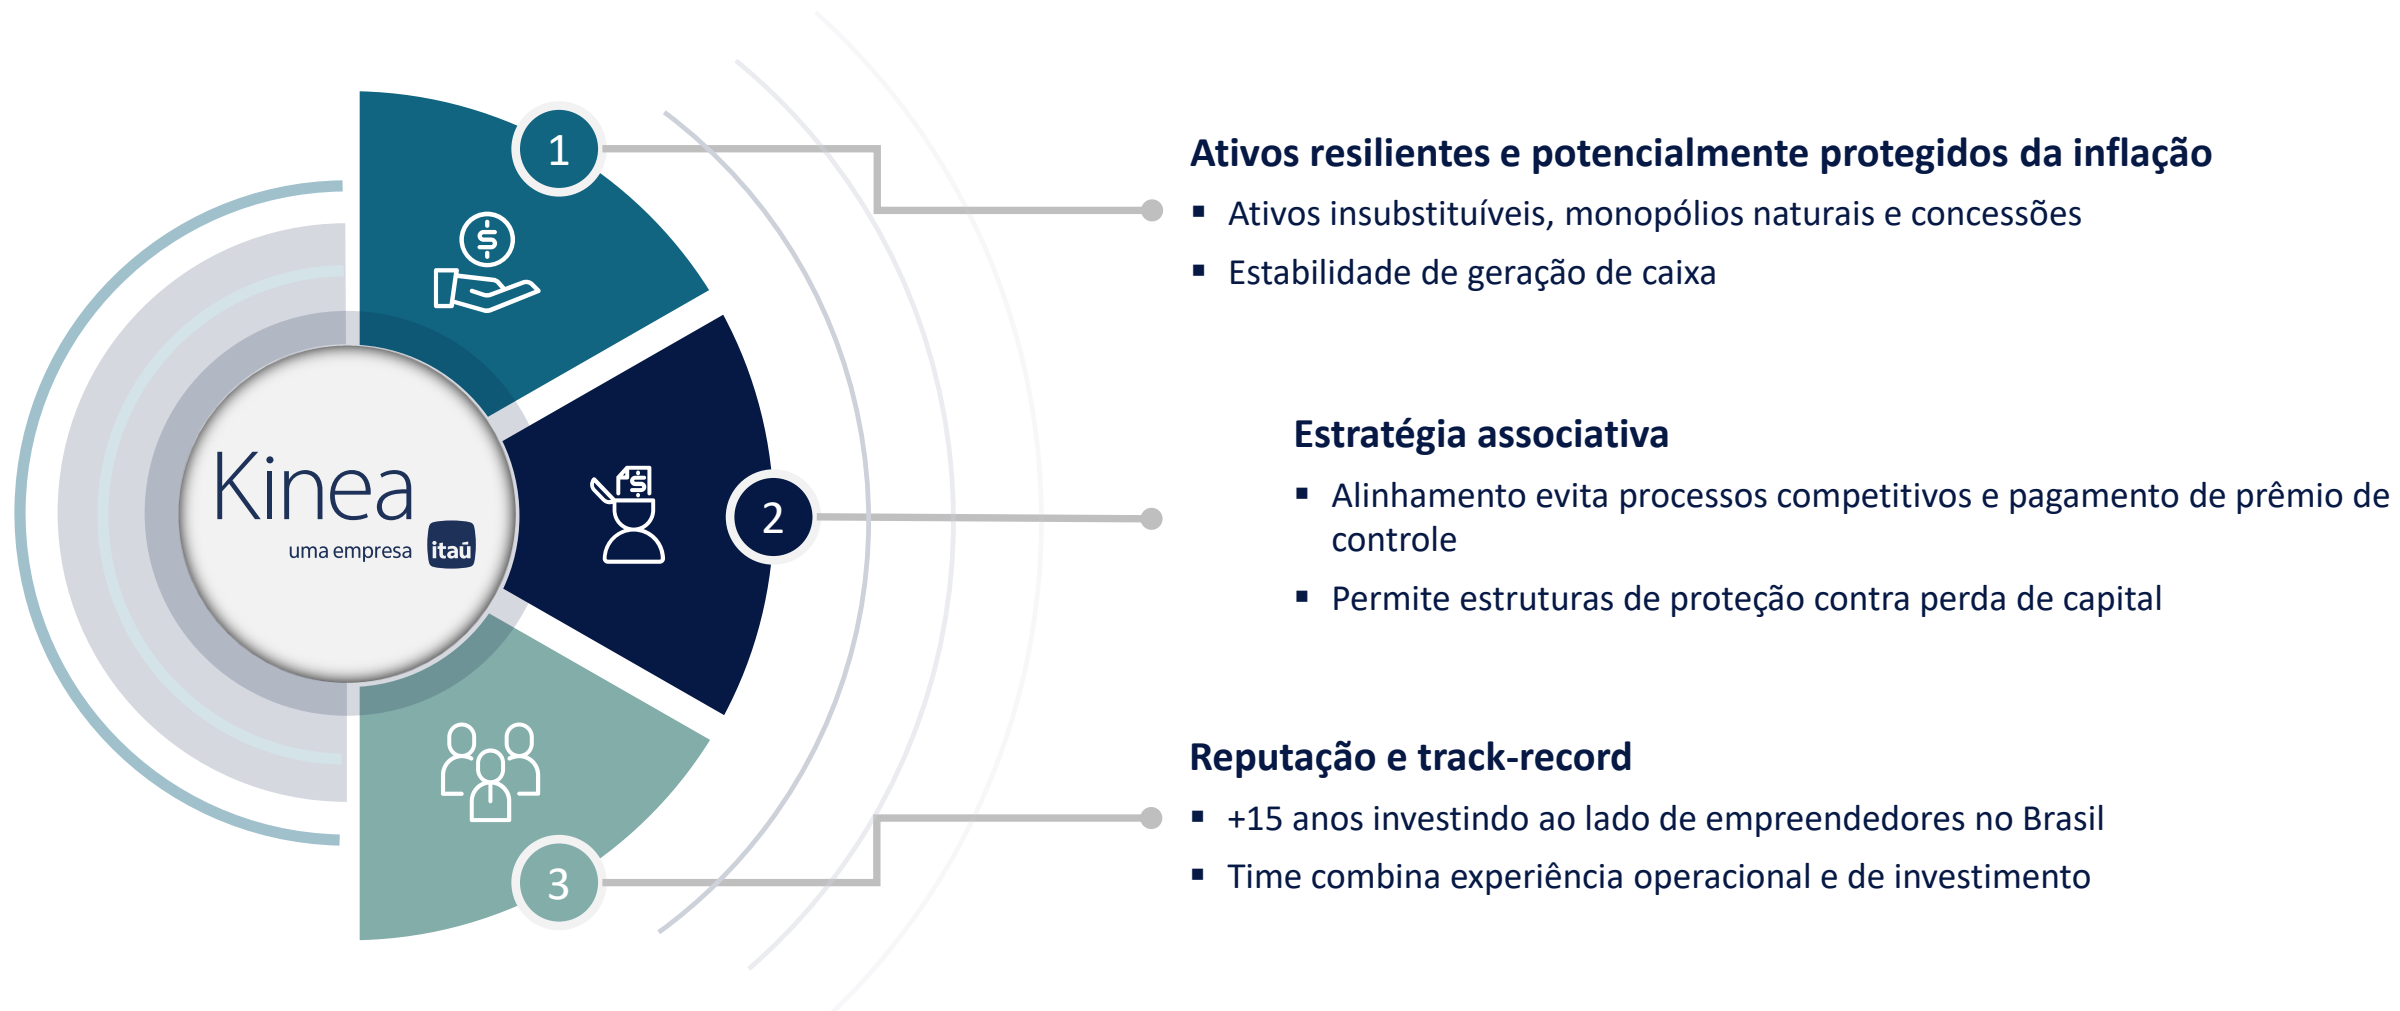 1
Ativos resilientes e potencialmente protegidos da inflação
▪ Ativos insubstituíveis, monopólios naturais e concessões
▪ Estabilidade de geração de caixa
$
Kinea
uma empresa itaú
2
$
Estratégia associativa
▪ Alinhamento evita processos competitivos e pagamento de prêmio de
controle
▪ Permite estruturas de proteção contra perda de capital
3
Reputação e track-record
▪ +15 anos investindo ao lado de empreendedores no Brasil
▪ Time combina experiência operacional e de investimento